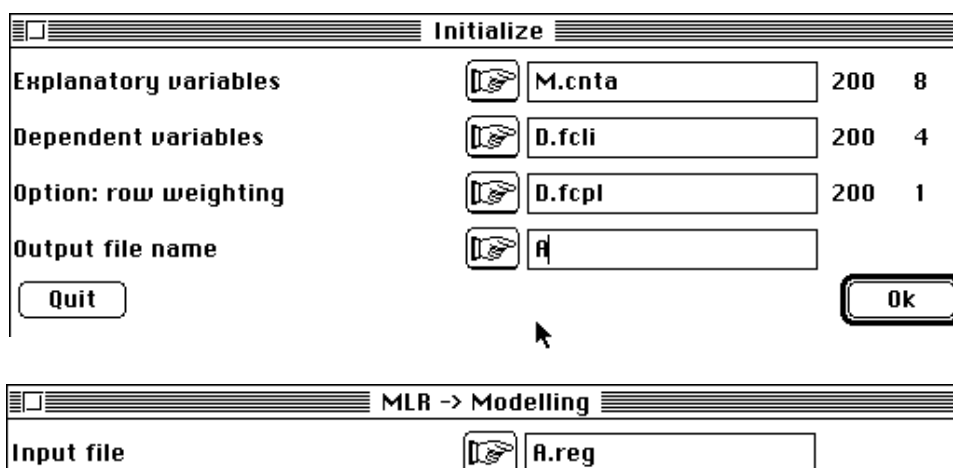 Initialize
Explanatory variables M.cnta 200 8
Dependent variables D.fcli 200 4
Option: row weighting D.fcpl 200 1
Output file name A
Quit Ok
MLR -> Modelling
Input file A.reg